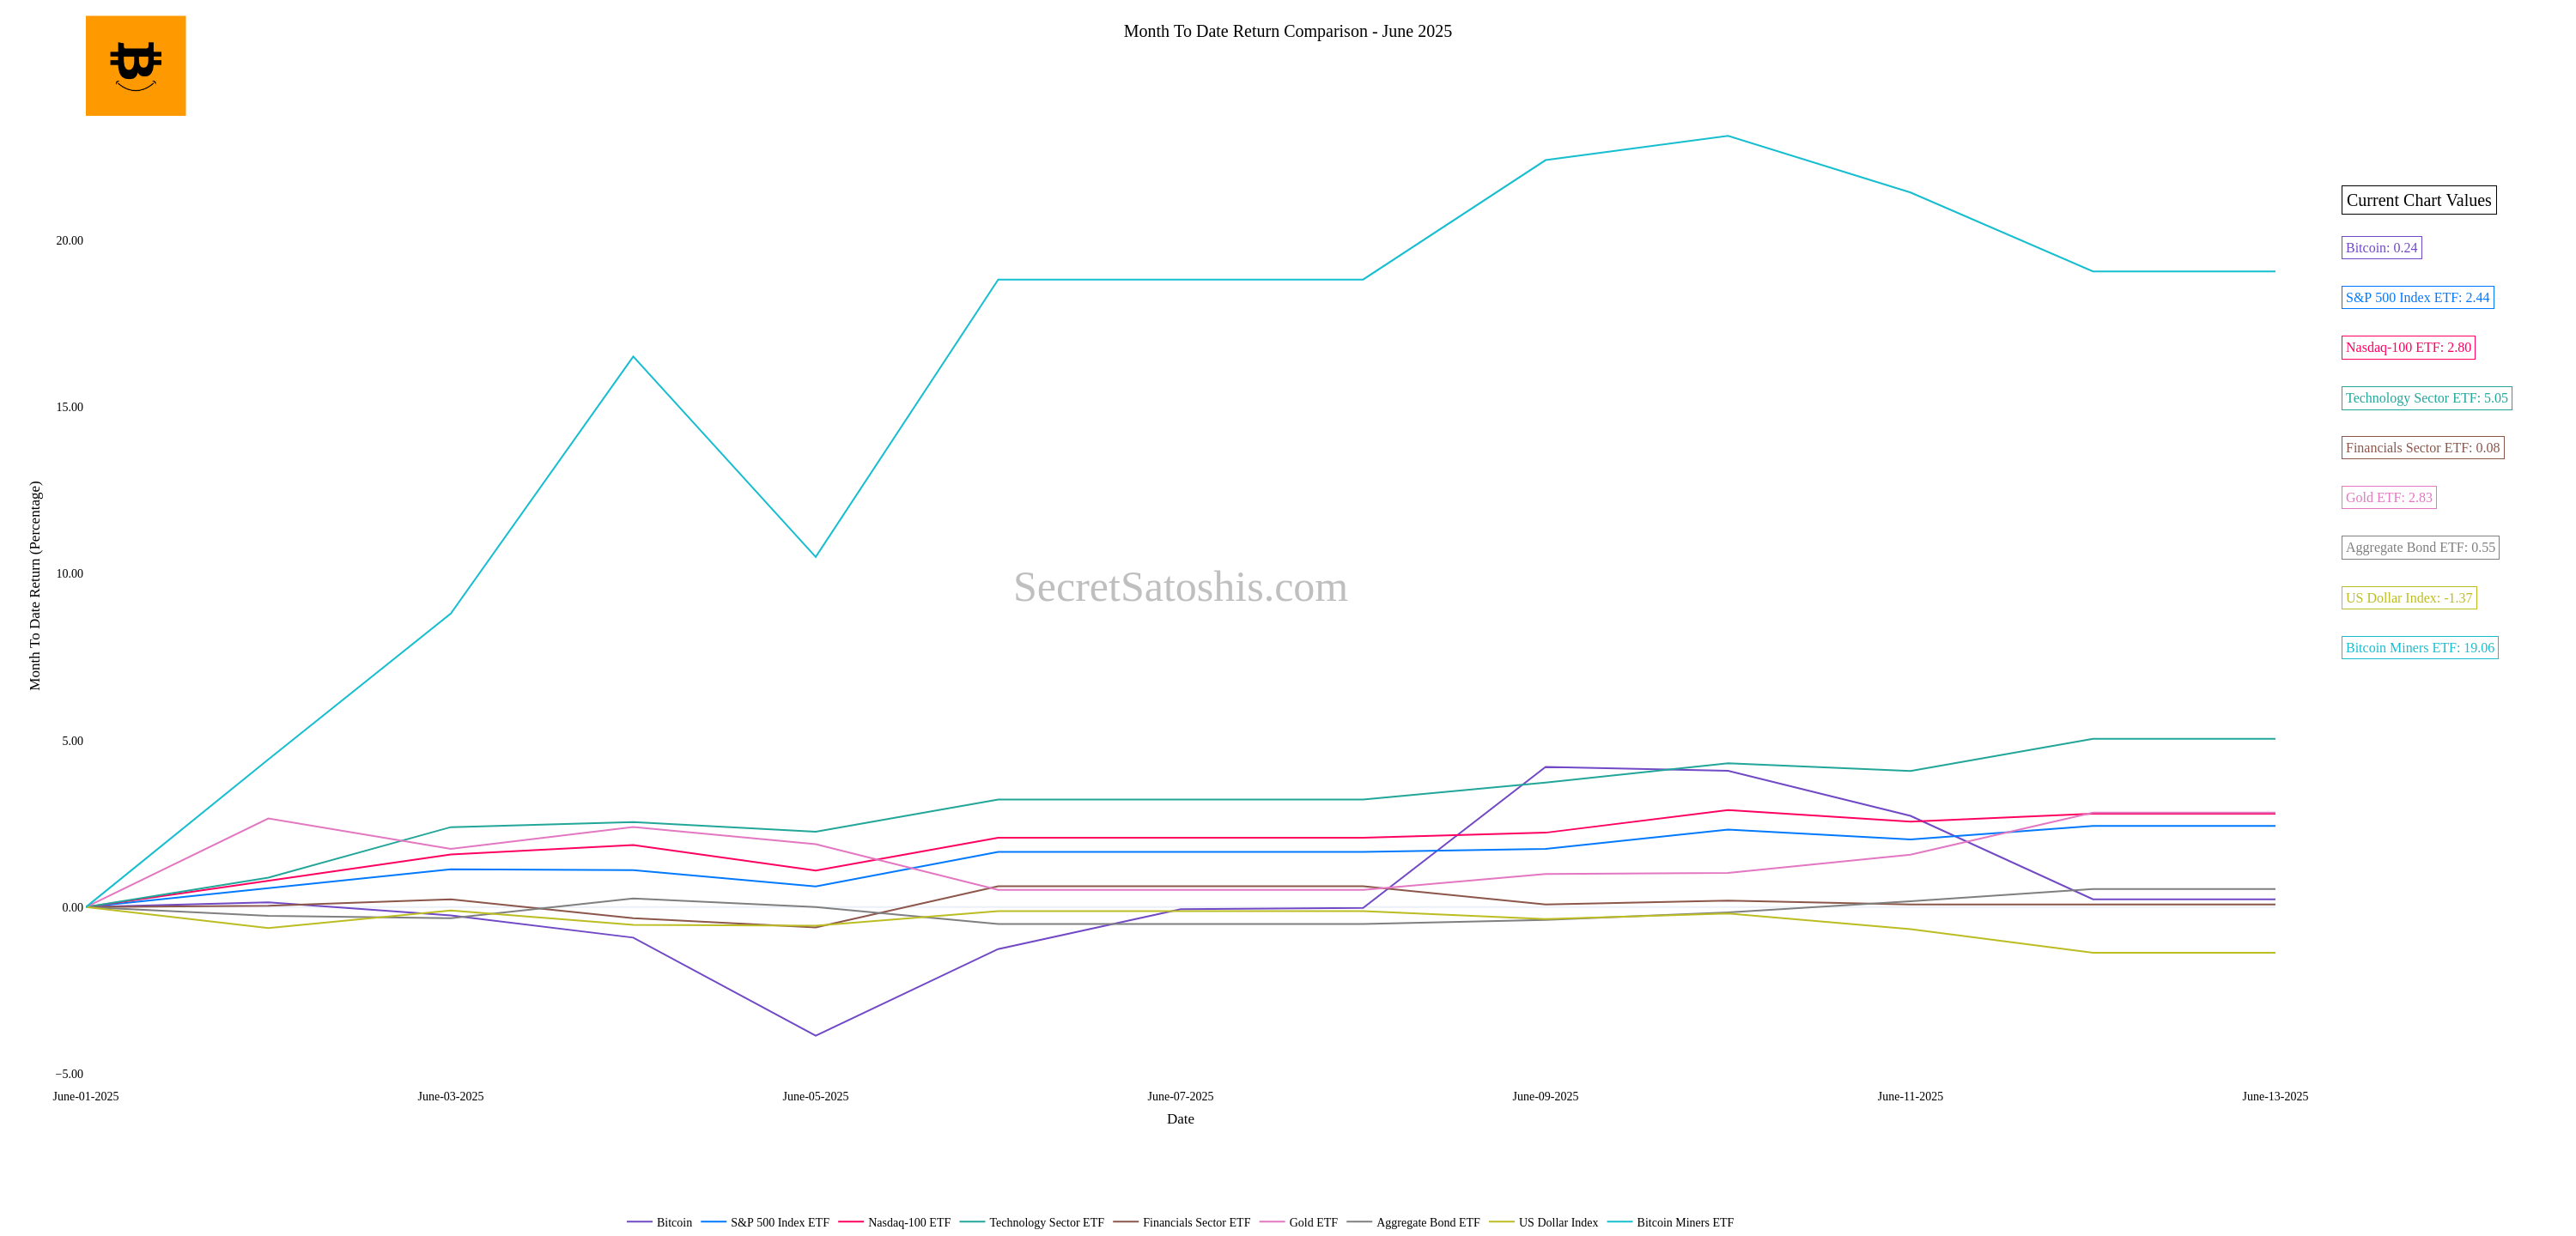 Month To Date Return Comparison - June 2025
Current Chart Values
Bitcoin: 0.24
S&P 500 Index ETF: 2.44
Nasdaq-100 ETF: 2.80
Technology Sector ETF: 5.05
Financials Sector ETF: 0.08
Gold ETF: 2.83
Aggregate Bond ETF: 0.55
US Dollar Index: -1.37
Bitcoin Miners ETF: 19.06
Month To Date Return (Percentage)
20.00
15.00
10.00
5.00
0.00
−5.00
SecretSatoshis.com
June-01-2025 June-03-2025 June-05-2025 June-07-2025 June-09-2025 June-11-2025 June-13-2025
Date
Bitcoin S&P 500 Index ETF Nasdaq-100 ETF Technology Sector ETF Financials Sector ETF Gold ETF Aggregate Bond ETF US Dollar Index Bitcoin Miners ETF